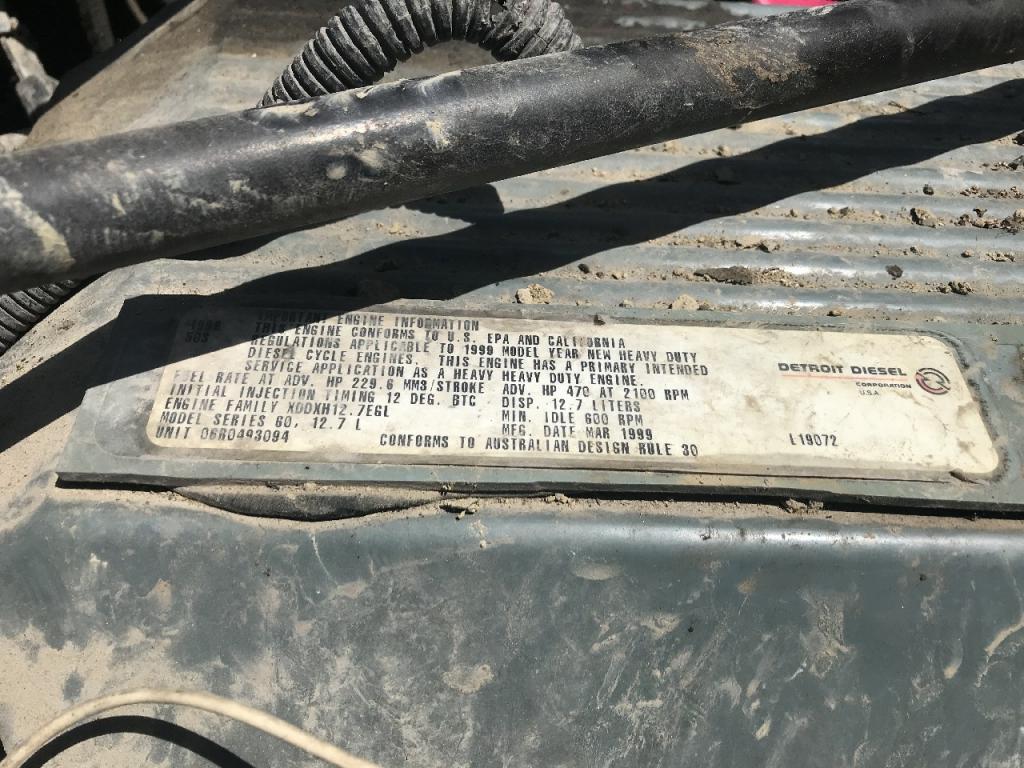 IMPORTANT ENGINE INFORMATION
THIS ENGINE CONFORMS TO U.S. EPA AND CALIFORNIA
REGULATIONS APPLICABLE TO 1999 MODEL YEAR NEW HEAVY DUTY
DIESEL CYCLE ENGINES. THIS ENGINE HAS A PRIMARY INTENDED
SERVICE APPLICATION AS A HEAVY HEAVY DUTY ENGINE.
FUEL RATE AT ADV. HP 229.6 MM3/STROKE ADV. HP 470 AT 2100 RPM
INITIAL INJECTION TIMING 12 DEG. BTC DISP. 12.7 LITERS
ENGINE FAMILY XDDXH12.7EGL MIN. IDLE 600 RPM
MODEL SERIES 60, 12.7 L MFG. DATE MAR 1999
UNIT 06R0493094 CONFORMS TO AUSTRALIAN DESIGN RULE 30
L19072
DETROIT DIESEL
CORPORATION
U.S.A.